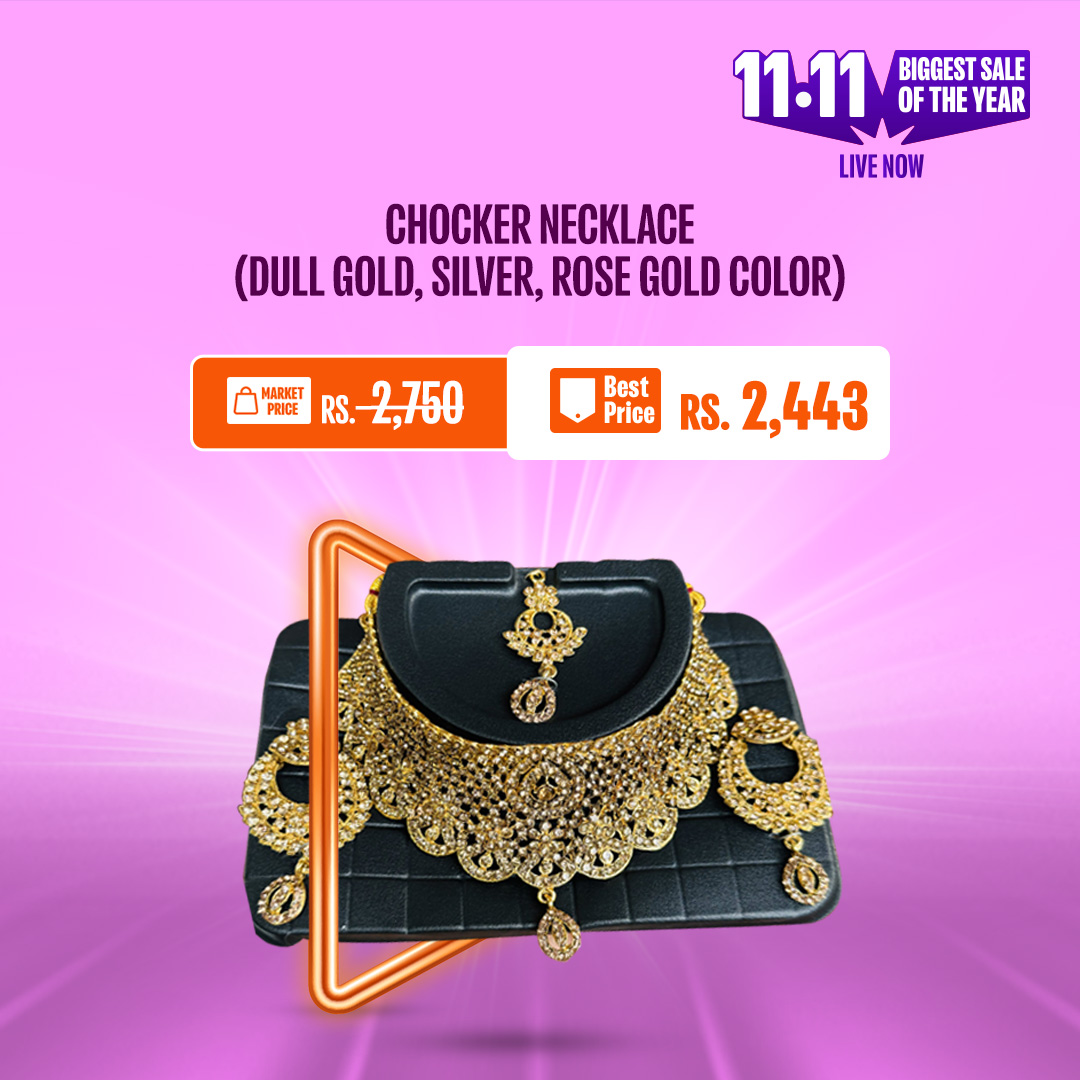 11.11
BIGGEST SALE
OF THE YEAR
LIVE NOW
CHOCKER NECKLACE
(DULL GOLD, SILVER, ROSE GOLD COLOR)
MARKET
PRICE
RS. 2,750
Best
Price
RS. 2,443